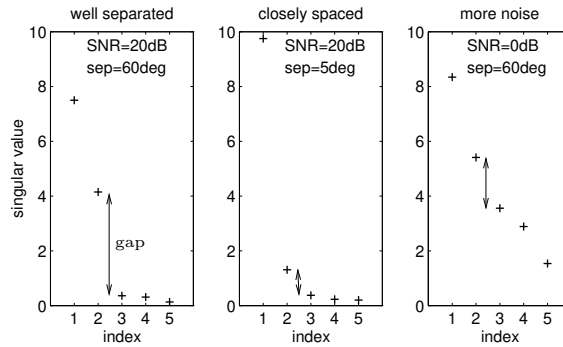 well separated
SNR=20dB
sep=60deg
10
8
6
4
2
0
singular value
gap
1 2 3 4 5
index
closely spaced
SNR=20dB
sep=5deg
10
8
6
4
2
0
1 2 3 4 5
index
more noise
SNR=0dB
sep=60deg
10
8
6
4
2
0
1 2 3 4 5
index